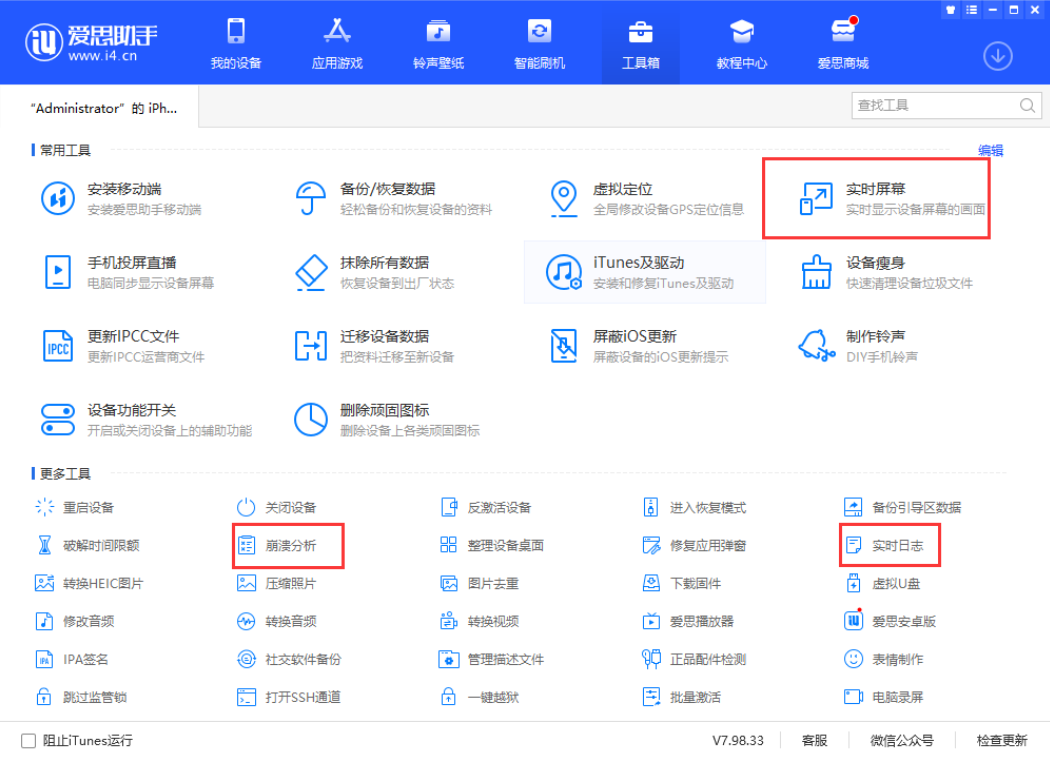 爱思助手
www.i4.cn
我的设备
应用游戏
铃声壁纸
智能刷机
工具箱
教程中心
爱思商城
“Administrator” 的 iPh...
查找工具
常用工具
编辑
安装移动端
安装爱思助手移动端
备份/恢复数据
轻松备份和恢复设备的资料
虚拟定位
全局修改设备GPS定位信息
实时屏幕
实时显示设备屏幕的画面
手机投屏直播
电脑同步显示设备屏幕
抹除所有数据
恢复设备到出厂状态
iTunes及驱动
安装和修复iTunes及驱动
设备瘦身
快速清理设备垃圾文件
更新IPCC文件
更新IPCC运营商文件
迁移设备数据
把资料迁移至新设备
屏蔽iOS更新
屏蔽设备的iOS更新提示
制作铃声
DIY手机铃声
设备功能开关
开启或关闭设备上的辅助功能
删除顽固图标
删除设备上各类顽固图标
更多工具
重启设备
关闭设备
反激活设备
进入恢复模式
备份引导区数据
破解时间限额
崩溃分析
整理设备桌面
修复应用弹窗
实时日志
转换HEIC图片
压缩照片
图片去重
下载固件
虚拟U盘
修改音频
转换音频
转换视频
爱思播放器
爱思安卓版
IPA签名
社交软件备份
管理描述文件
正品配件检测
表情制作
跳过监管锁
打开SSH通道
一键越狱
批量激活
电脑录屏
阻止iTunes运行
V7.98.33
客服
微信公众号
检查更新